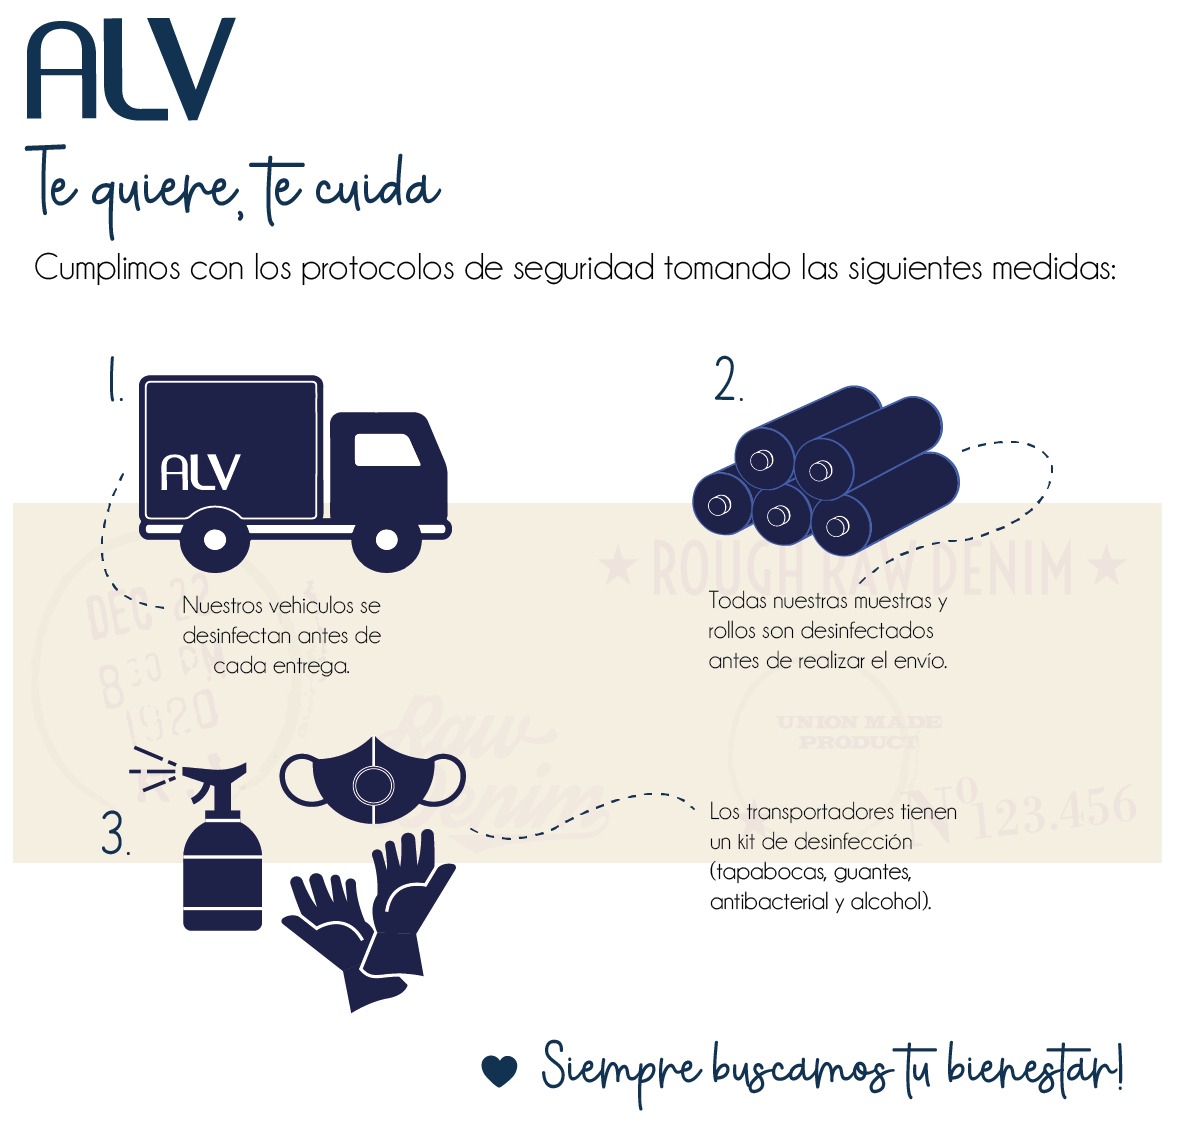 ALV
Te quiere, te cuida
Cumplimos con los protocolos de seguridad tomando las siguientes medidas:
1.
ALV
Nuestros vehiculos se
desinfectan antes de
cada entrega.
2.
★ ROUGH RAW DENIM ★
Todas nuestras muestras y
rollos son desinfectados
antes de realizar el envío.
DEC 22
8 30 PM
1920
Raw
Denim
UNION MADE
PRODUCT
Nº 123.456
3.
Los transportadores tienen
un kit de desinfección
(tapabocas, guantes,
antibacterial y alcohol).
Siempre buscamos tu bienestar!